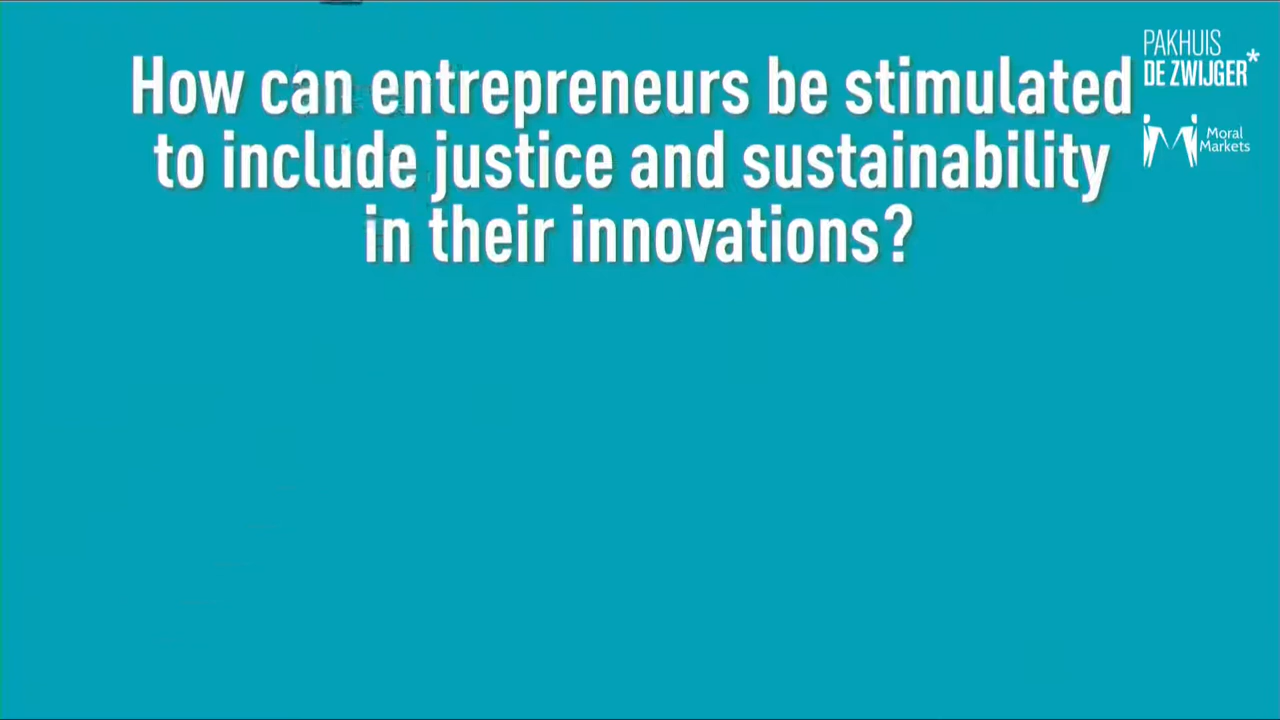 How can entrepreneurs be stimulated
to include justice and sustainability
in their innovations?
PAKHUIS
DE ZWIJGER*
Moral
Markets